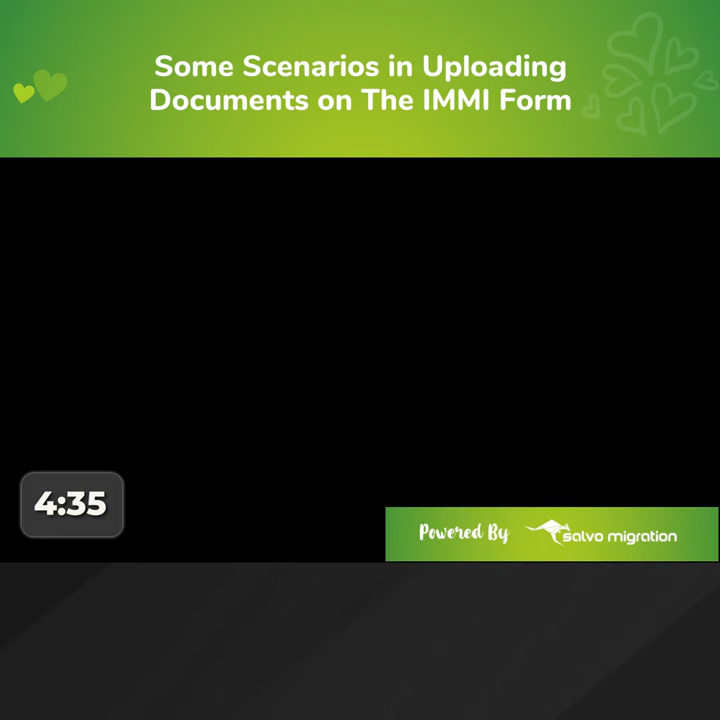 Some Scenarios in Uploading
Documents on The IMMI Form
4:35
Powered By salvo migration